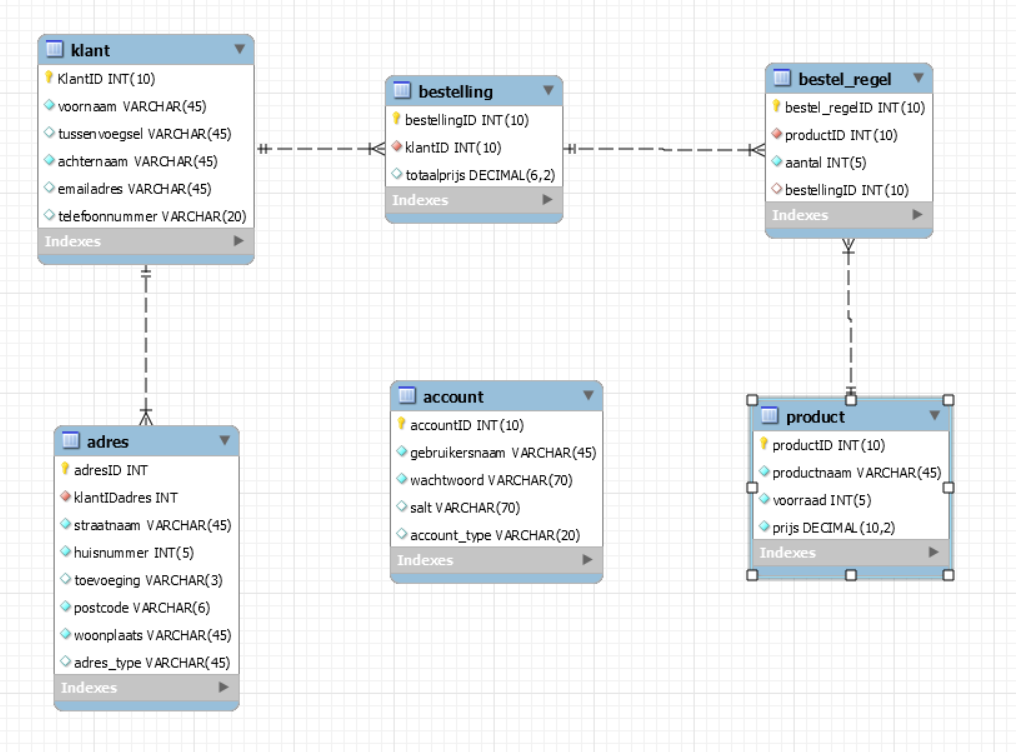 klant
KlantID INT(10)
voornaam VARCHAR(45)
tussenvoegsel VARCHAR(45)
achternaam VARCHAR(45)
emailadres VARCHAR(45)
telefoonnummer VARCHAR(20)
Indexes
bestelling
bestellingID INT(10)
klantID INT(10)
totaalprijs DECIMAL(6,2)
Indexes
bestel_regel
bestel_regelID INT(10)
productID INT(10)
aantal INT(5)
bestellingID INT(10)
Indexes
adres
adresID INT
klantIDadres INT
straatnaam VARCHAR(45)
huisnummer INT(5)
toevoeging VARCHAR(3)
postcode VARCHAR(6)
woonplaats VARCHAR(45)
adres_type VARCHAR(45)
Indexes
account
accountID INT(10)
gebruikersnaam VARCHAR(45)
wachtwoord VARCHAR(70)
salt VARCHAR(70)
account_type VARCHAR(20)
Indexes
product
productID INT(10)
productnaam VARCHAR(45)
voorraad INT(5)
prijs DECIMAL(10,2)
Indexes